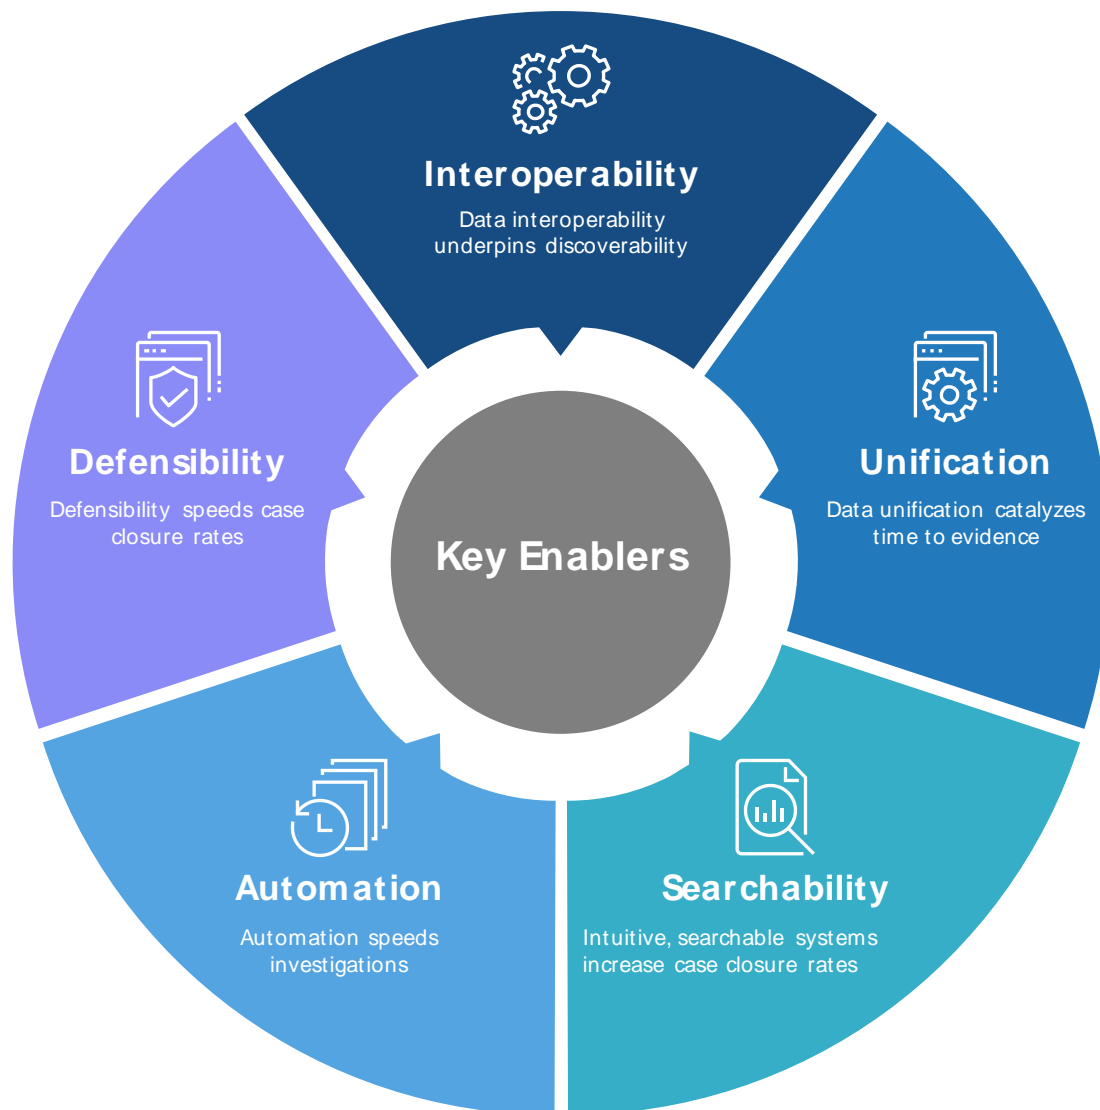 Interoperability
Data interoperability
underpins discoverability
Unification
Data unification catalyzes
time to evidence
Searchability
Intuitive, searchable systems
increase case closure rates
Automation
Automation speeds
investigations
Defensibility
Defensibility speeds case
closure rates
Key Enablers